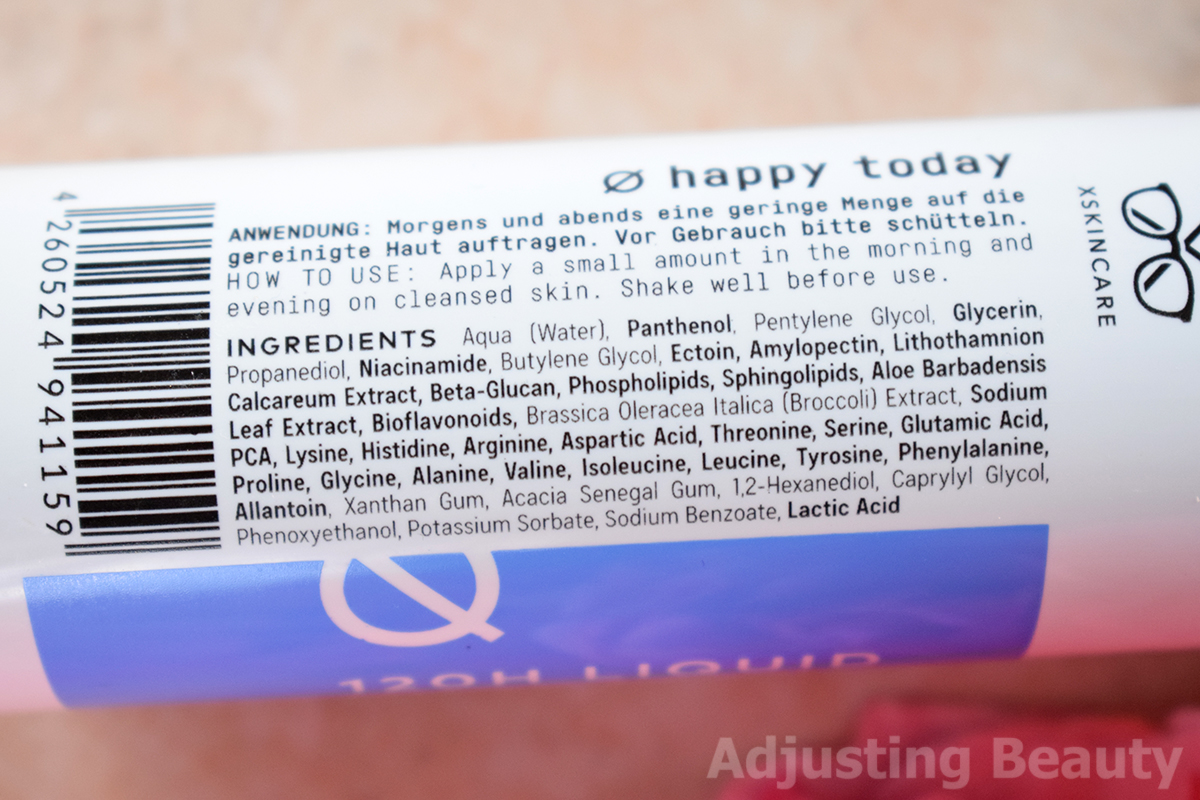 Ø happy today
ANWENDUNG: Morgens und abends eine geringe Menge auf die
gereinigte Haut auftragen. Vor Gebrauch bitte schütteln.
HOW TO USE: Apply a small amount in the morning and
evening on cleansed skin. Shake well before use.
INGREDIENTS Aqua (Water), Panthenol, Pentylene Glycol, Glycerin,
Propanediol, Niacinamide, Butylene Glycol, Ectoin, Amylopectin, Lithothamnion
Calcareum Extract, Beta-Glucan, Phospholipids, Sphingolipids, Aloe Barbadensis
Leaf Extract, Bioflavonoids, Brassica Oleracea Italica (Broccoli) Extract, Sodium
PCA, Lysine, Histidine, Arginine, Aspartic Acid, Threonine, Serine, Glutamic Acid,
Proline, Glycine, Alanine, Valine, Isoleucine, Leucine, Tyrosine, Phenylalanine,
Allantoin, Xanthan Gum, Acacia Senegal Gum, 1,2-Hexanediol, Caprylyl Glycol,
Phenoxyethanol, Potassium Sorbate, Sodium Benzoate, Lactic Acid
4 260524 941159
XSKINCARE
Ø
120H LIQUID
Adjusting Beauty